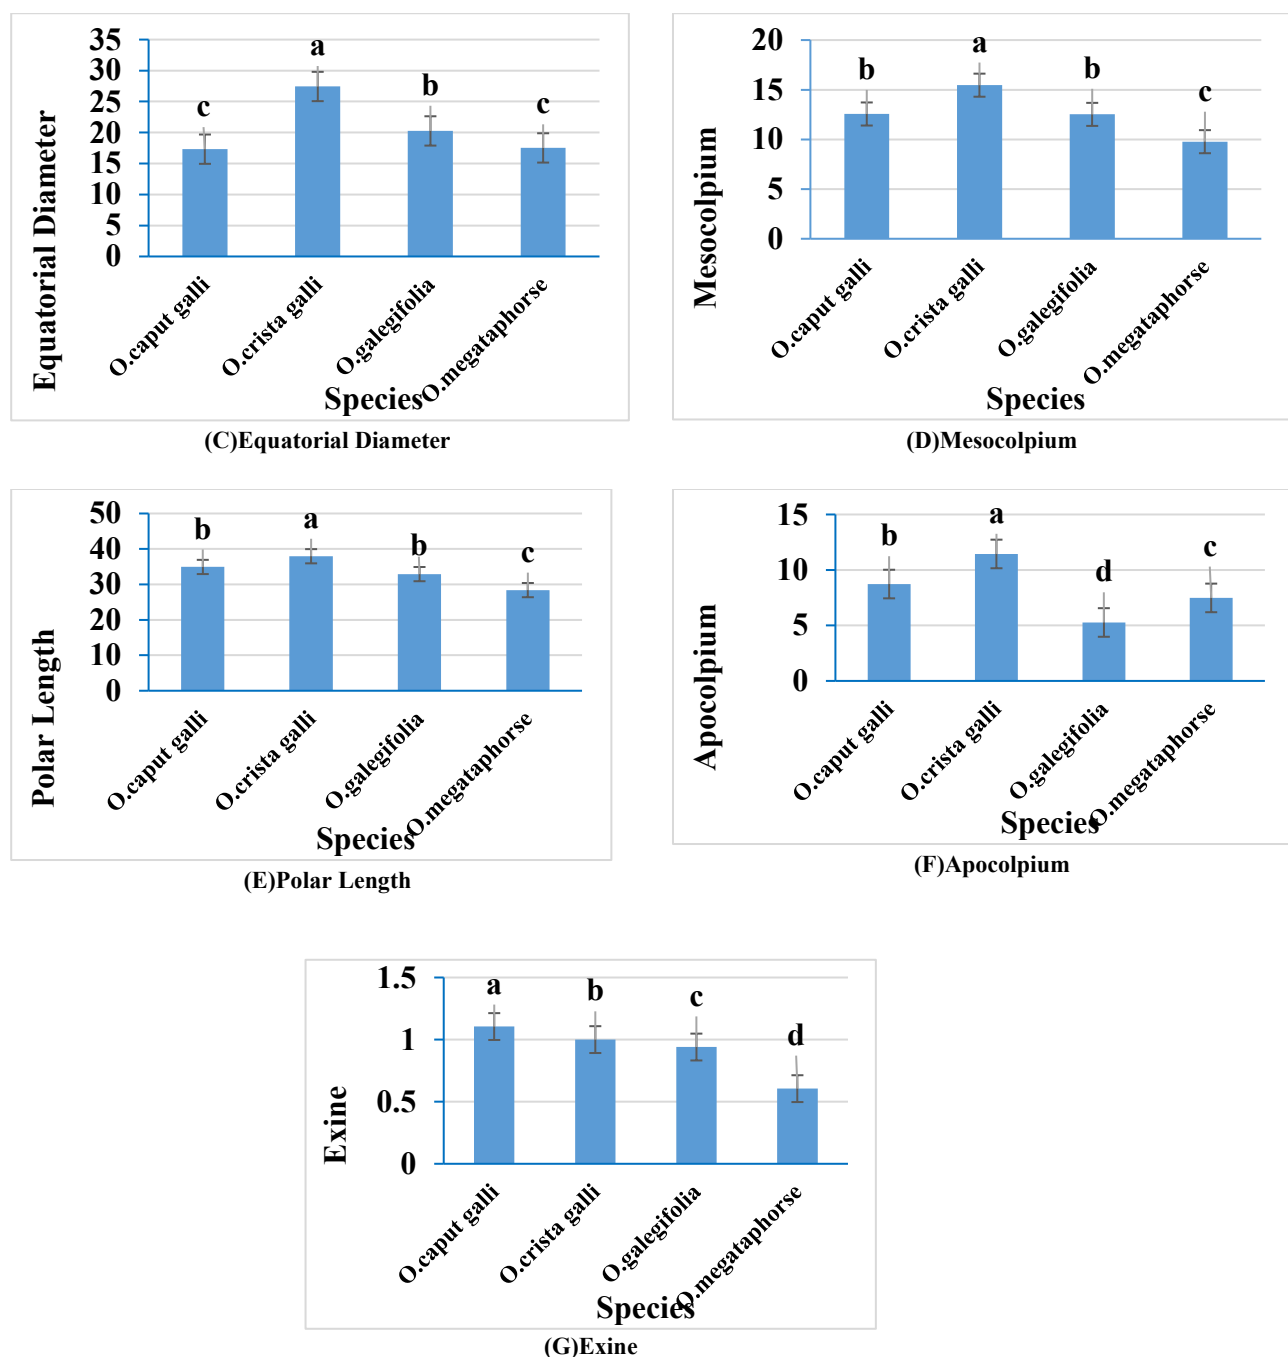 35
30
25
20
15
10
5
0
Equatorial Diameter
c
a
b
c
O.caput galli
O.crista galli
O.galegifolia
O.megataphorse
Species
(C)Equatorial Diameter
20
15
10
5
0
Mesocolpium
b
a
b
c
O.caput galli
O.crista galli
O.galegifolia
O.megataphorse
Species
(D)Mesocolpium
50
40
30
20
10
0
Polar Length
b
a
b
c
O.caput galli
O.crista galli
O.galegifolia
O.megataphorse
Species
(E)Polar Length
15
10
5
0
Apocolpium
b
a
d
c
O.caput galli
O.crista galli
O.galegifolia
O.megataphorse
Species
(F)Apocolpium
1.5
1
0.5
0
Exine
a
b
c
d
O.caput galli
O.crista galli
O.galegifolia
O.megataphorse
Species
(G)Exine